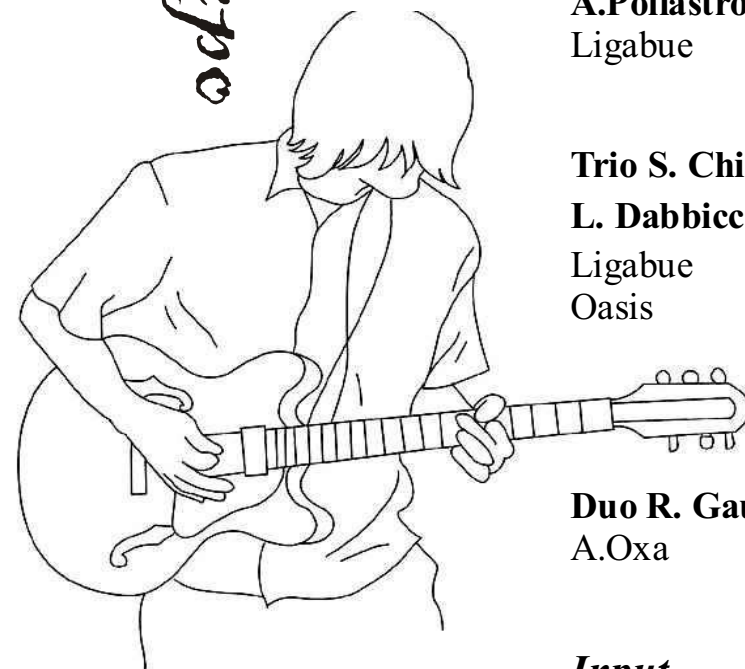 A.Pollastro
Ligabue
Trio S. Chi
L. Dabbicc
Ligabue
Oasis
Duo R. Gau
A.Oxa
Input